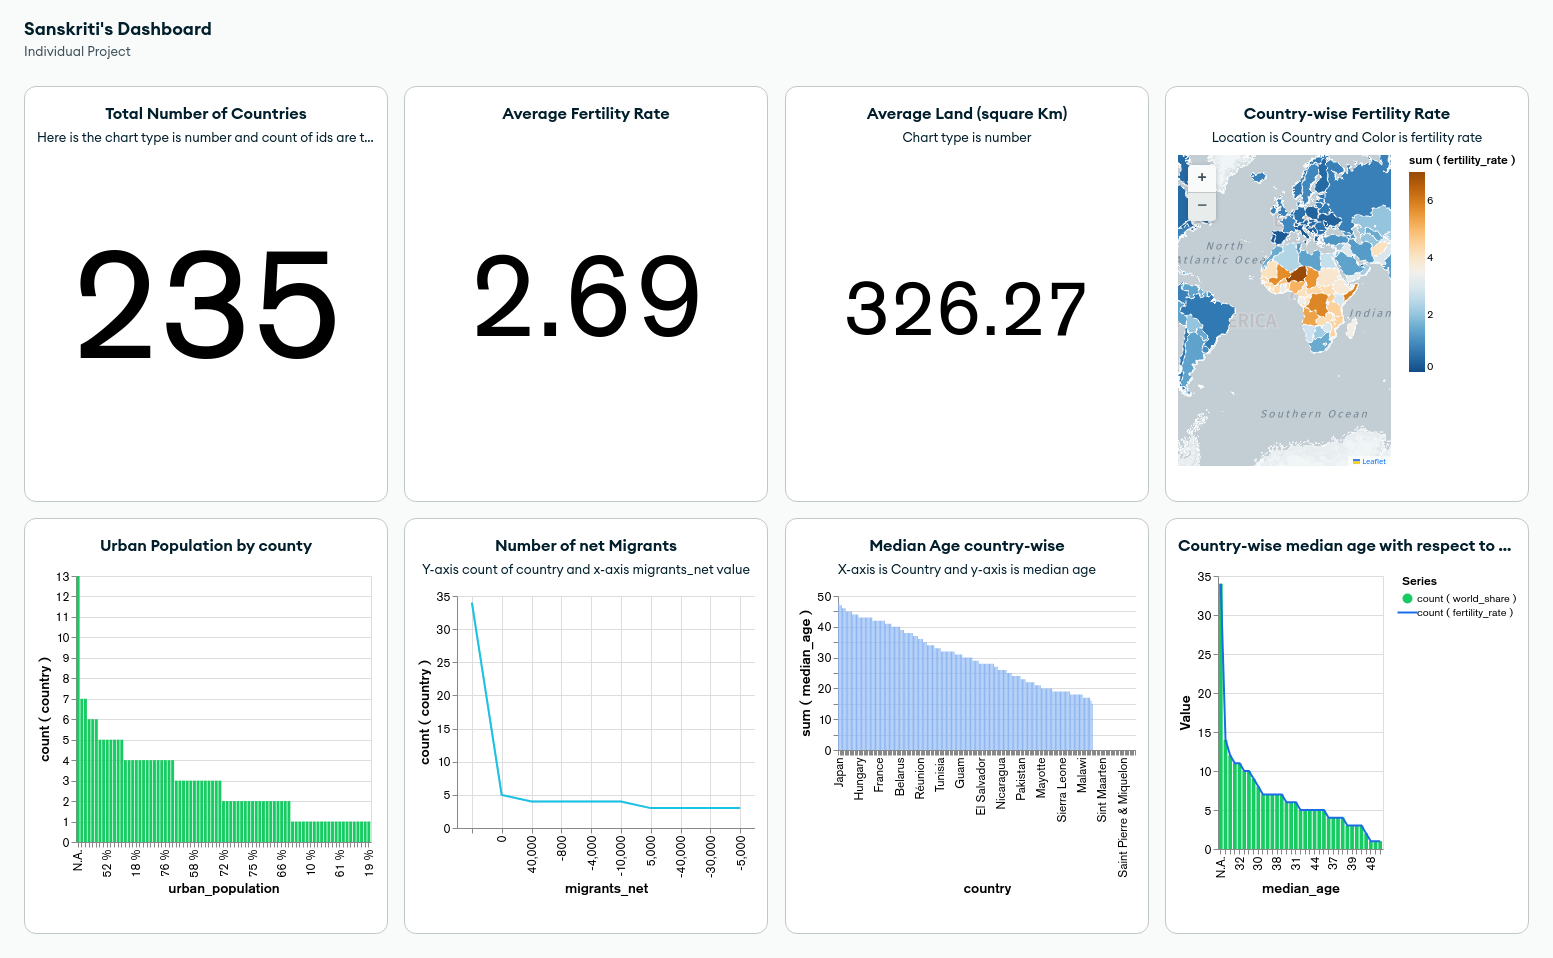 Sanskriti's Dashboard
Individual Project
Total Number of Countries
Here is the chart type is number and count of ids are t...
235
Average Fertility Rate
2.69
Average Land (square Km)
Chart type is number
326.27
Country-wise Fertility Rate
Location is Country and Color is fertility rate
+
−
North
Atlantic Ocea
ERICA
Indian
Southern Ocean
Leaflet
sum ( fertility_rate )
6
4
2
0
Urban Population by county
count ( country )
13
12
11
10
9
8
7
6
5
4
3
2
1
0
N.A.
52 %
18 %
76 %
58 %
72 %
75 %
66 %
10 %
61 %
19 %
urban_population
Number of net Migrants
Y-axis count of country and x-axis migrants_net value
count ( country )
35
30
25
20
15
10
5
0
0
40,000
-800
-4,000
-10,000
5,000
-40,000
-30,000
-5,000
migrants_net
Median Age country-wise
X-axis is Country and y-axis is median age
sum ( median_age )
50
40
30
20
10
0
Japan
Hungary
France
Belarus
Réunion
Tunisia
Guam
El Salvador
Nicaragua
Pakistan
Mayotte
Sierra Leone
Malawi
Sint Maarten
Saint Pierre & Miquelon
country
Country-wise median age with respect to ...
Value
35
30
25
20
15
10
5
0
N.A.
32
30
38
31
44
37
39
48
median_age
Series
count ( world_share )
count ( fertility_rate )